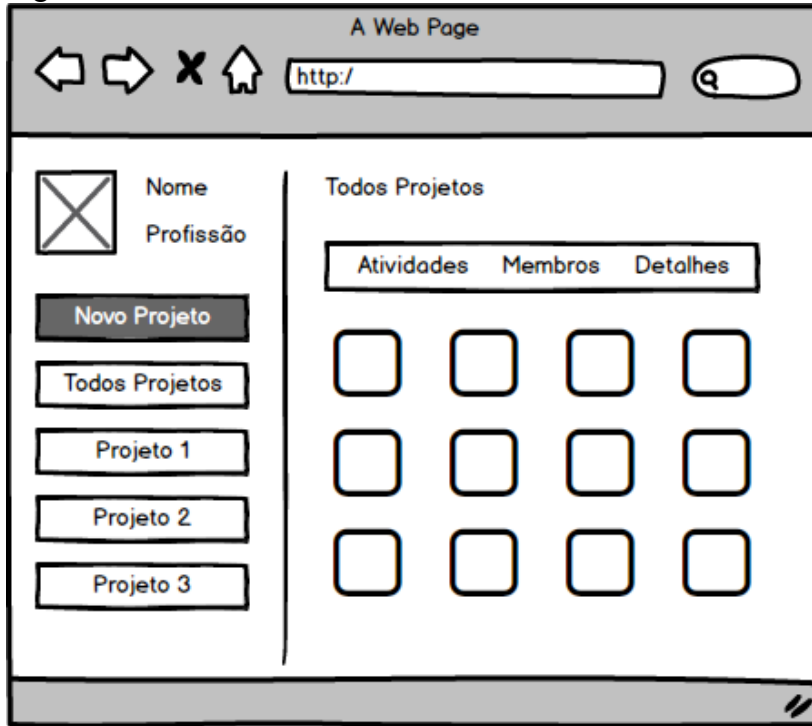 A Web Page
http:/
Nome
Profissão
Novo Projeto
Todos Projetos
Projeto 1
Projeto 2
Projeto 3
Todos Projetos
Atividades Membros Detalhes